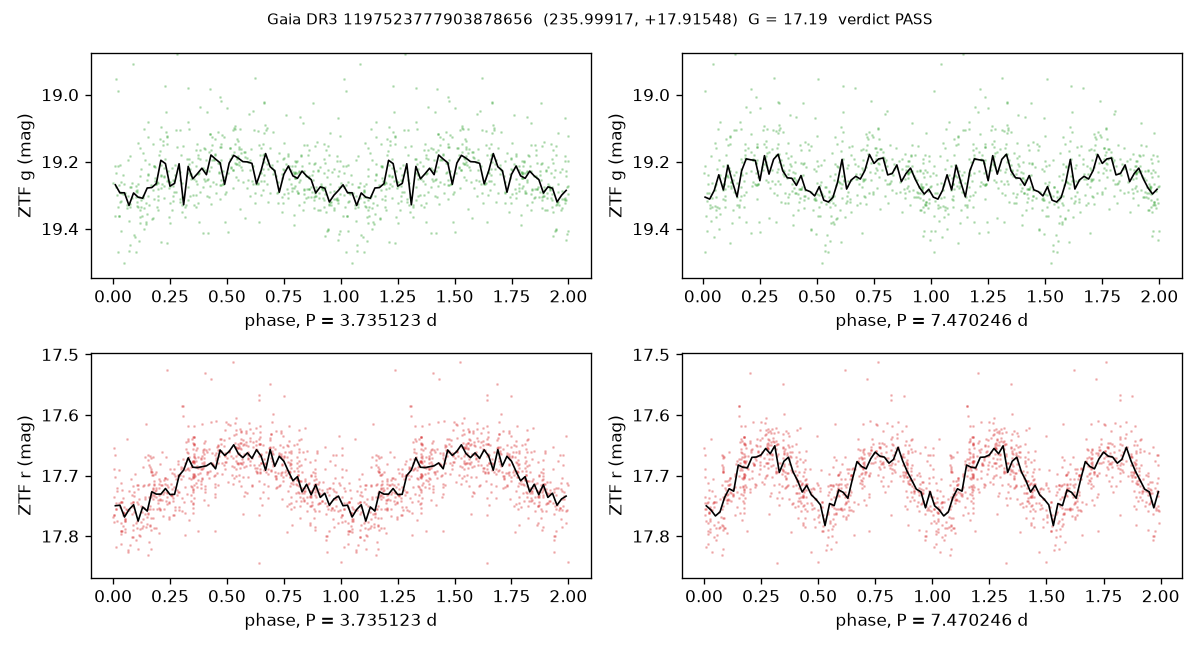 Gaia DR3 1197523777903878656  (235.99917, +17.91548)  G = 17.19  verdict PASS
ZTF g (mag)
19.0
19.2
19.4
0.00 0.25 0.50 0.75 1.00 1.25 1.50 1.75 2.00
phase, P = 3.735123 d
ZTF g (mag)
19.0
19.2
19.4
0.00 0.25 0.50 0.75 1.00 1.25 1.50 1.75 2.00
phase, P = 7.470246 d
ZTF r (mag)
17.5
17.6
17.7
17.8
0.00 0.25 0.50 0.75 1.00 1.25 1.50 1.75 2.00
phase, P = 3.735123 d
ZTF r (mag)
17.5
17.6
17.7
17.8
0.00 0.25 0.50 0.75 1.00 1.25 1.50 1.75 2.00
phase, P = 7.470246 d